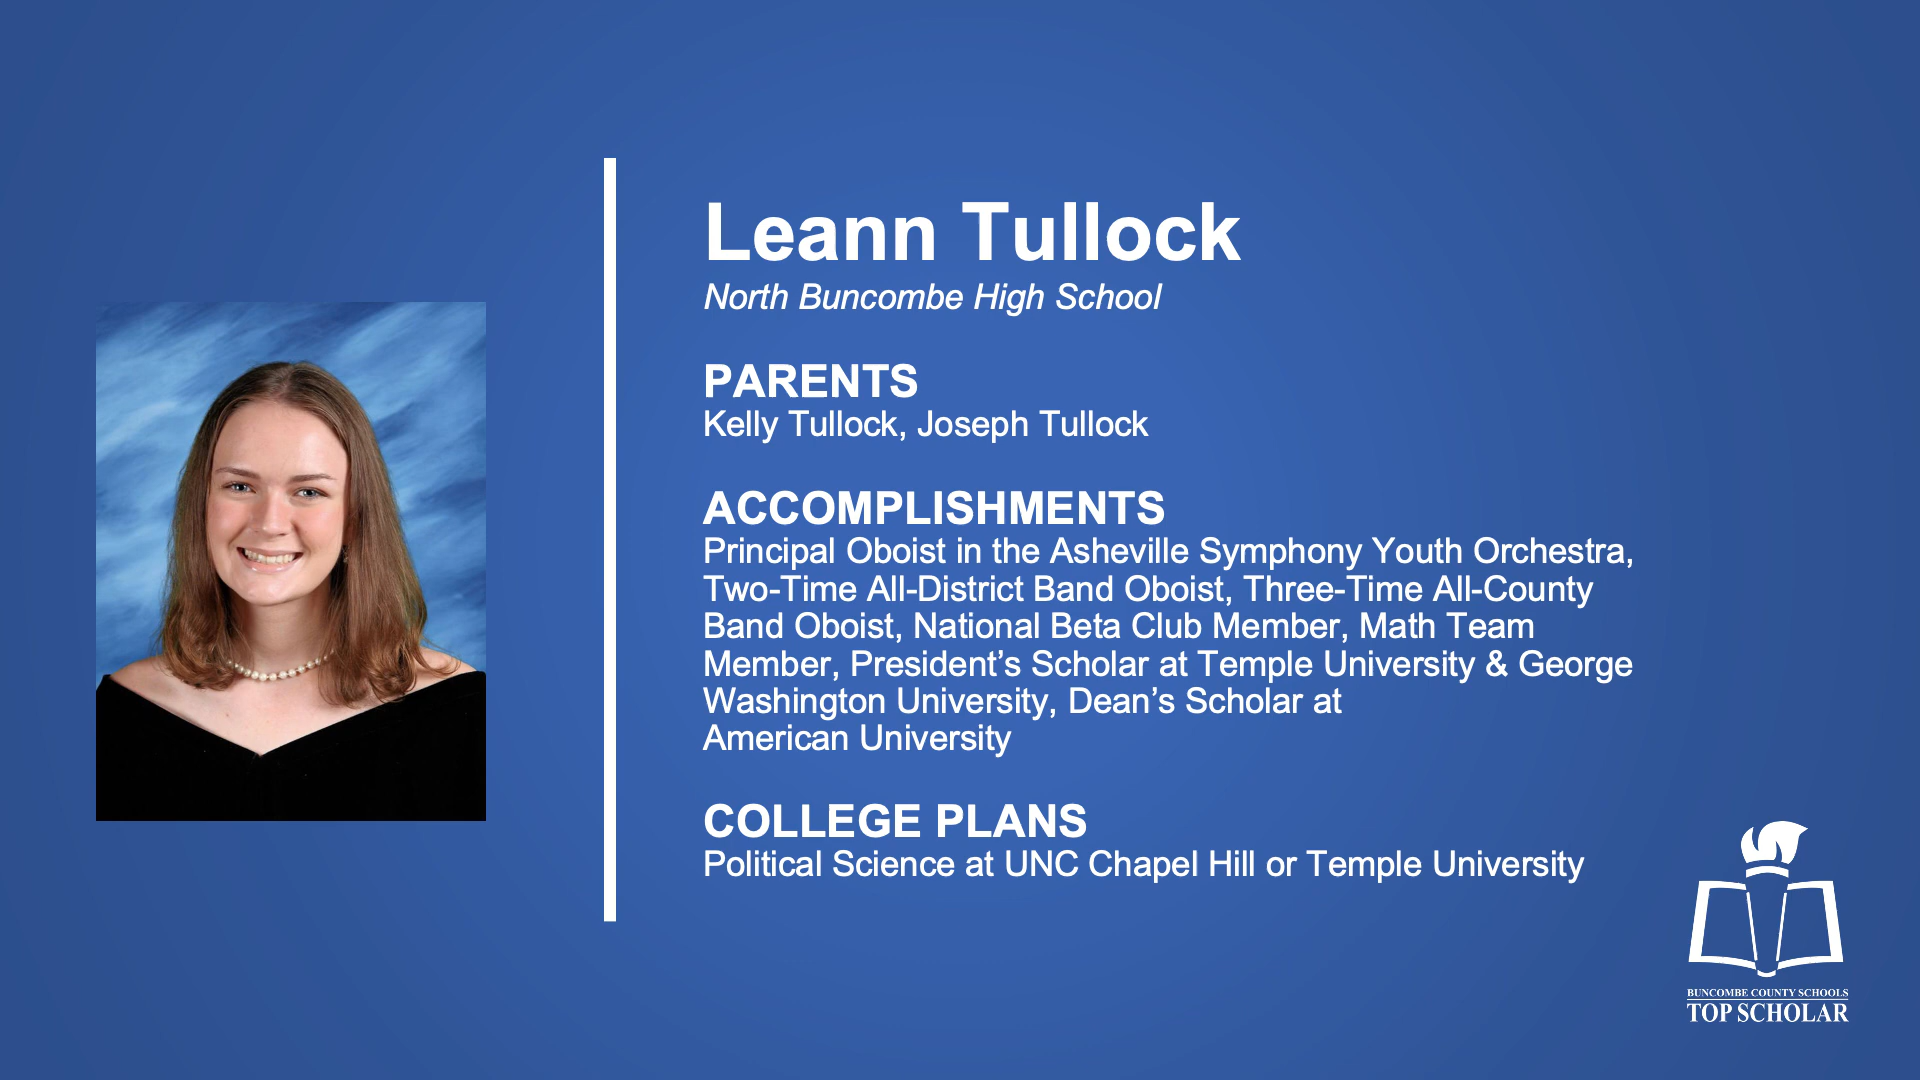 Leann Tullock
North Buncombe High School
PARENTS
Kelly Tullock, Joseph Tullock
ACCOMPLISHMENTS
Principal Oboist in the Asheville Symphony Youth Orchestra,
Two-Time All-District Band Oboist, Three-Time All-County
Band Oboist, National Beta Club Member, Math Team
Member, President’s Scholar at Temple University & George
Washington University, Dean’s Scholar at
American University
COLLEGE PLANS
Political Science at UNC Chapel Hill or Temple University
BUNCOMBE COUNTY SCHOOLS
TOP SCHOLAR